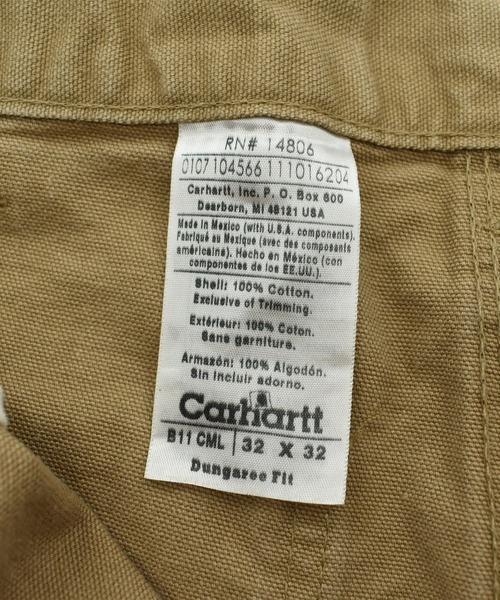 RN# 14806
0107104566 111016204
Carhartt, Inc. P. O. Box 600
Dearborn, MI 48121 USA
Made in Mexico (with U.S.A. components).
Fabriqué au Mexique (avec des composants
américains). Hecho en México (con
componentes de los EE.UU.).
Shell: 100% Cotton.
Exclusive of Trimming.
Extérieur: 100% Coton.
Sans garniture.
Armazón: 100% Algodón.
Sin incluir adorno.
Carhartt
B11 CML | 32 X 32
Dungaree Fit